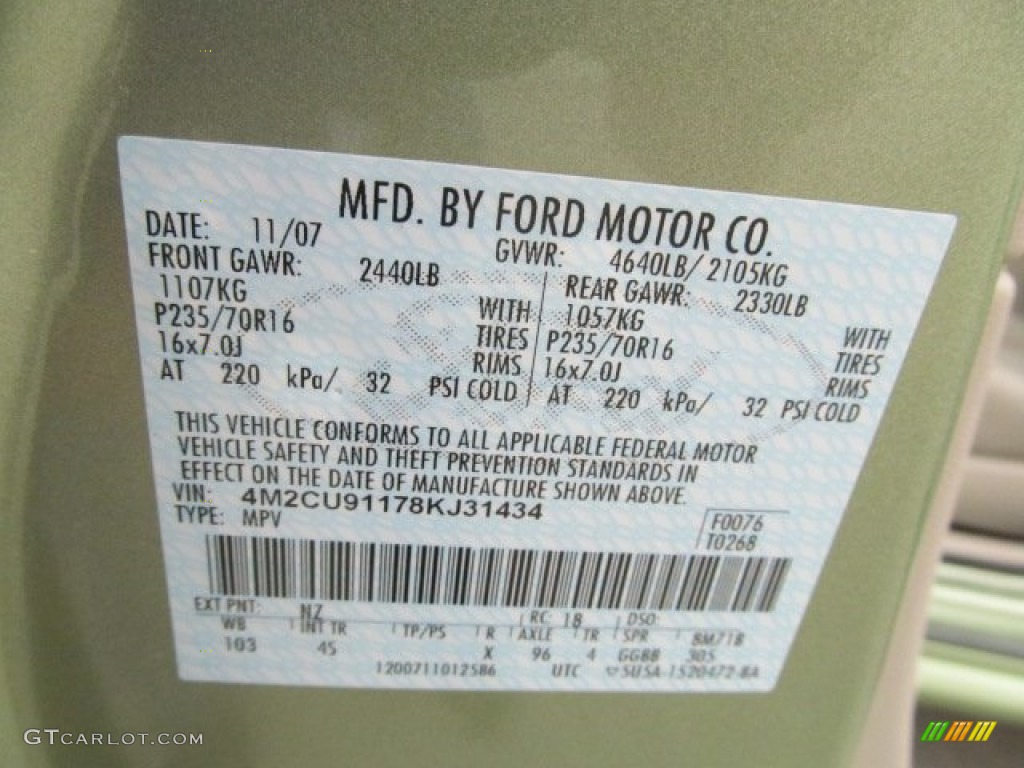 MFD. BY FORD MOTOR CO.
DATE: 11/07 GVWR: 4640LB/ 2105KG
FRONT GAWR: 2440LB REAR GAWR: 2330LB
1107KG WITH 1057KG WITH
P235/70R16 TIRES P235/70R16 TIRES
16x7.0J RIMS 16x7.0J RIMS
AT 220 kPa/ 32 PSI COLD AT 220 kPa/ 32 PSI COLD
THIS VEHICLE CONFORMS TO ALL APPLICABLE FEDERAL MOTOR
VEHICLE SAFETY AND THEFT PREVENTION STANDARDS IN
EFFECT ON THE DATE OF MANUFACTURE SHOWN ABOVE.
VIN: 4M2CU91178KJ31434
TYPE: MPV
F0076
T0268
EXT PNT: NZ RC: 18 DSO:
WB INT TR TP/PS R AXLE TR SPR 8M71B
103 45 X 96 4 GGBB 305
1200711012586 UTC SU5A-1520472-BA
GTCARLOT.COM